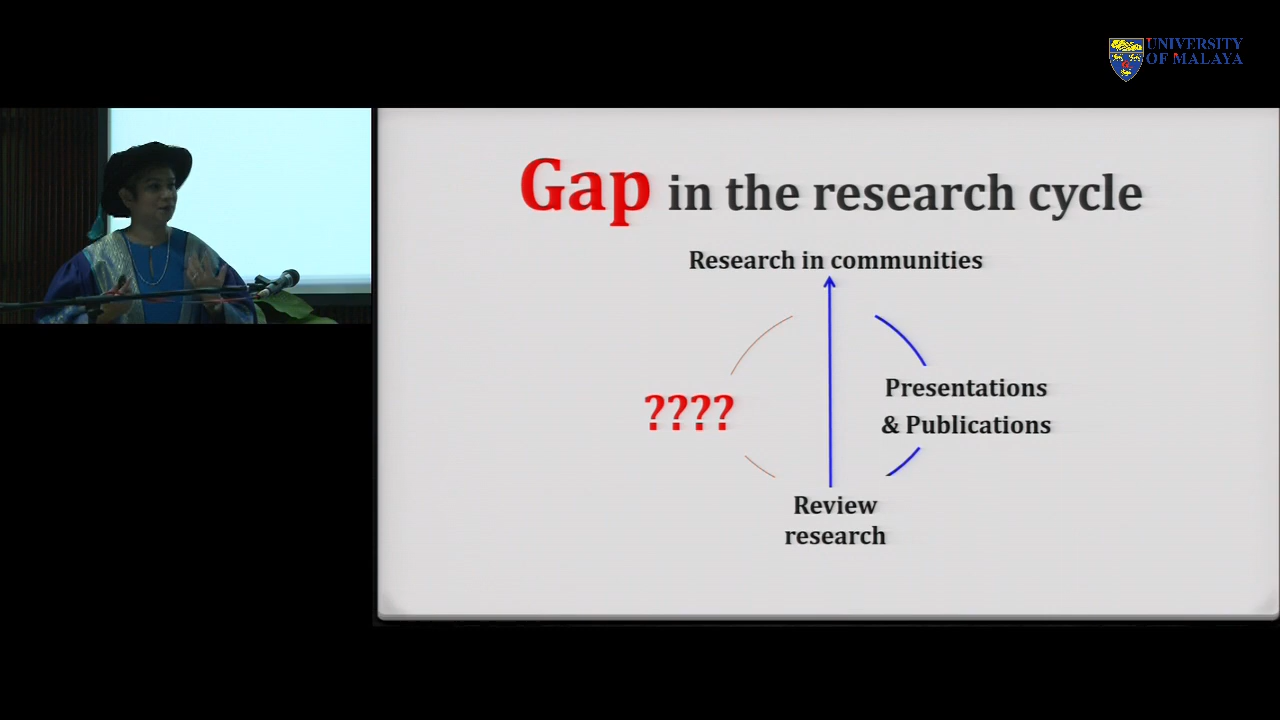 UNIVERSITY
OF MALAYA
Gap in the research cycle
Research in communities
????
Presentations
& Publications
Review
research